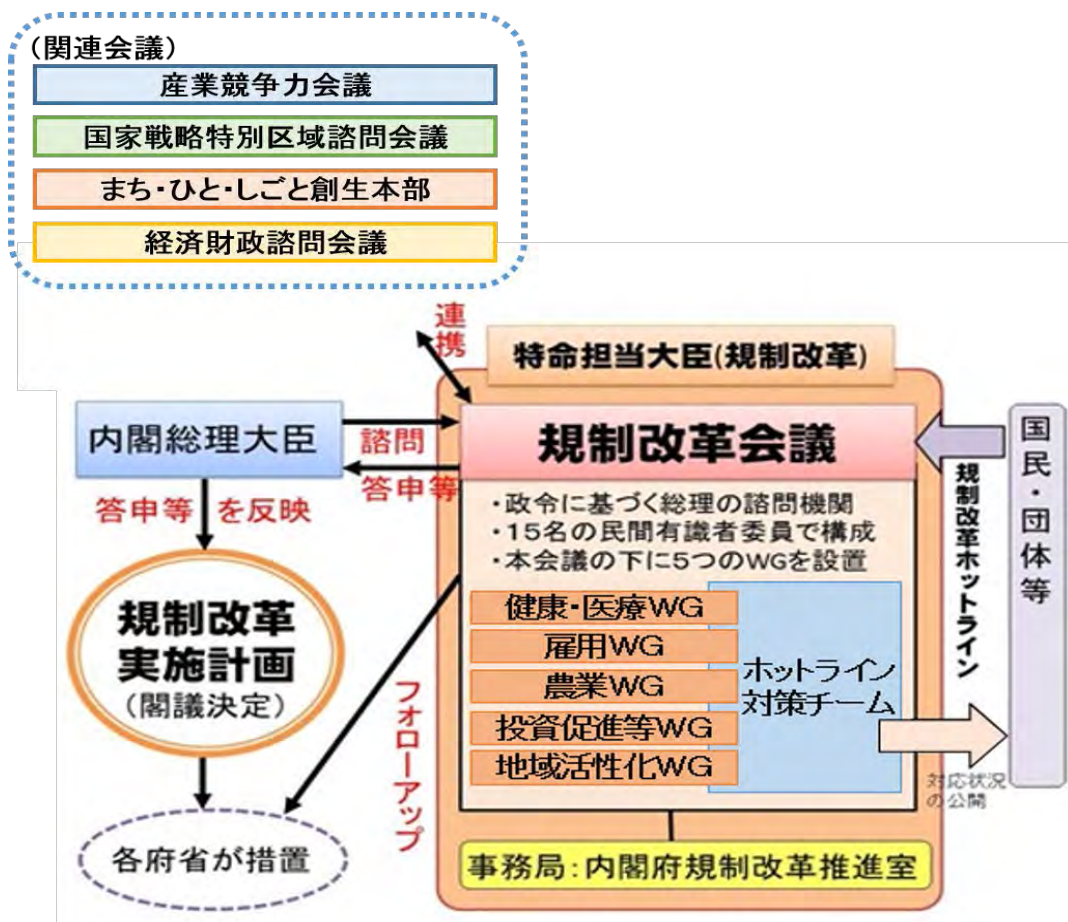 (関連会議)
産業競争力会議
国家戦略特別区域諮問会議
まち・ひと・しごと創生本部
経済財政諮問会議
連携
特命担当大臣(規制改革)
内閣総理大臣
諮問
答申等
規制改革会議
・政令に基づく総理の諮問機関
・15名の民間有識者委員で構成
・本会議の下に5つのWGを設置
健康・医療WG
雇用WG
農業WG
投資促進等WG
地域活性化WG
ホットライン
対策チーム
答申等 を反映
規制改革
実施計画
(閣議決定)
フォローアップ
各府省が措置
事務局:内閣府規制改革推進室
国民・団体等
規制改革ホットライン
対応状況
の公開